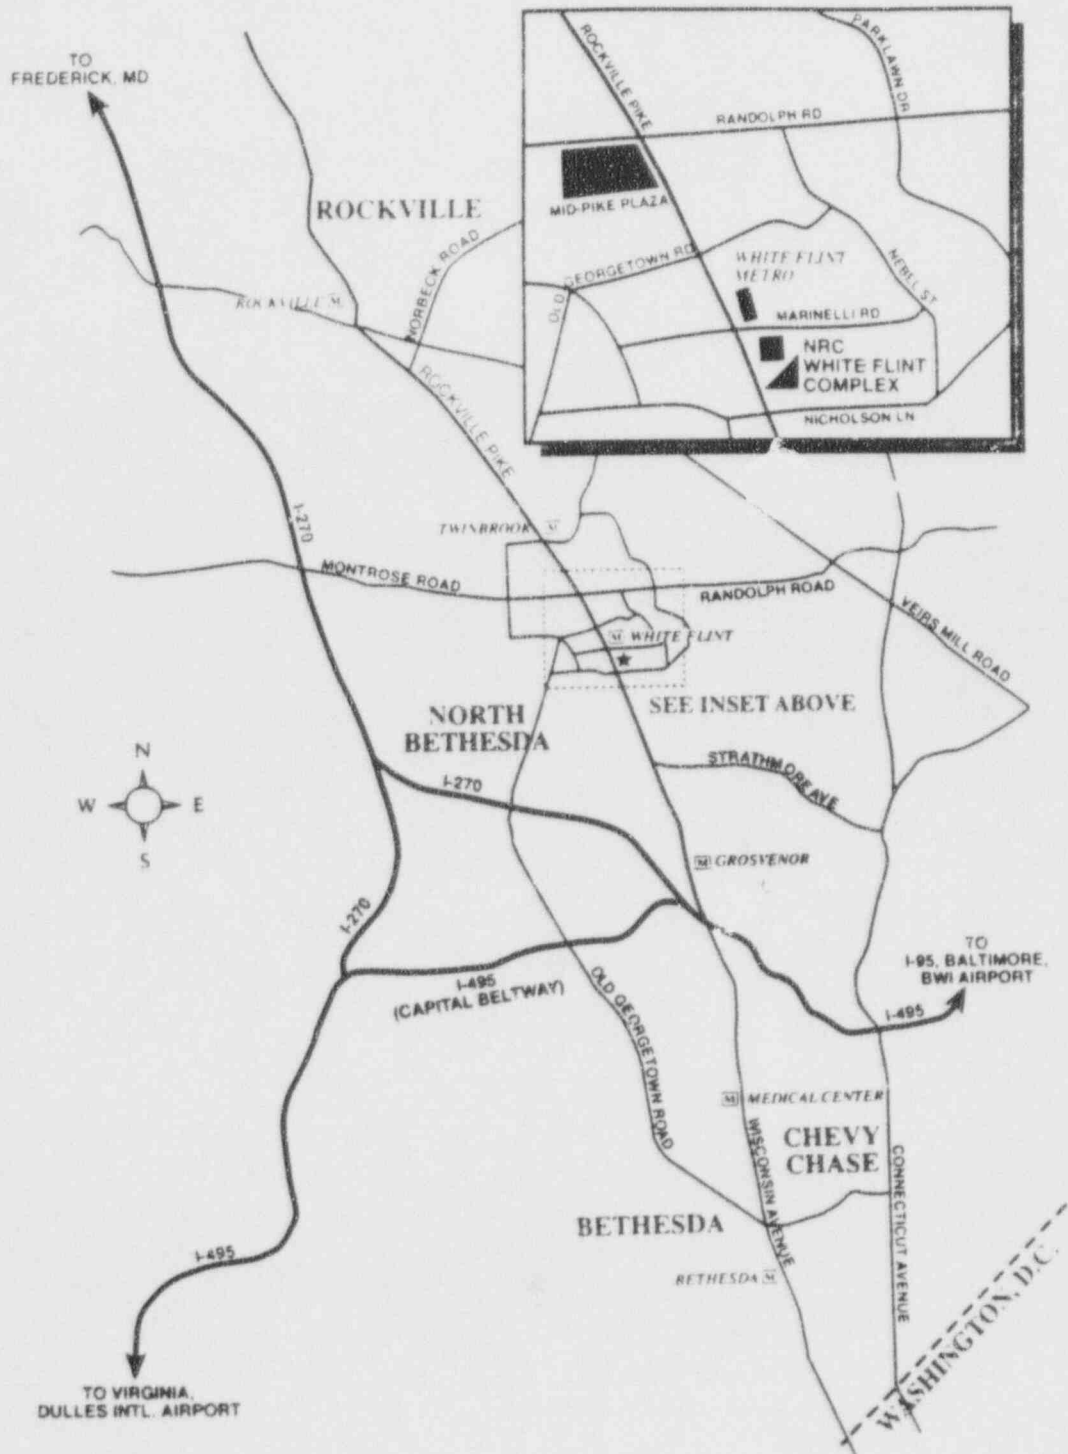 TO
FREDERICK, MD
ROCKVILLE PIKE
PARKLAWN DR
RANDOLPH RD
MID-PIKE PLAZA
OLD GEORGETOWN RD
WHITE FLINT
METRO
NEBEL ST
MARINELLI RD
NRC
WHITE FLINT
COMPLEX
NICHOLSON LN
ROCKVILLE
NORBECK ROAD
ROCKVILLE M
ROCKVILLE PIKE
I-270
TWINBROOK M
MONTROSE ROAD
RANDOLPH ROAD
VEIRS MILL ROAD
M WHITE FLINT
SEE INSET ABOVE
NORTH
BETHESDA
STRATHMORE AVE
N
W E
S
I-270
M GROSVENOR
I-270
TO
I-95, BALTIMORE,
BWI AIRPORT
I-495
I-495
(CAPITAL BELTWAY)
OLD GEORGETOWN ROAD
M MEDICAL CENTER
CHEVY
CHASE
WISCONSIN AVENUE
CONNECTICUT AVENUE
BETHESDA
BETHESDA M
I-495
WASHINGTON, D.C.
TO VIRGINIA,
DULLES INTL. AIRPORT